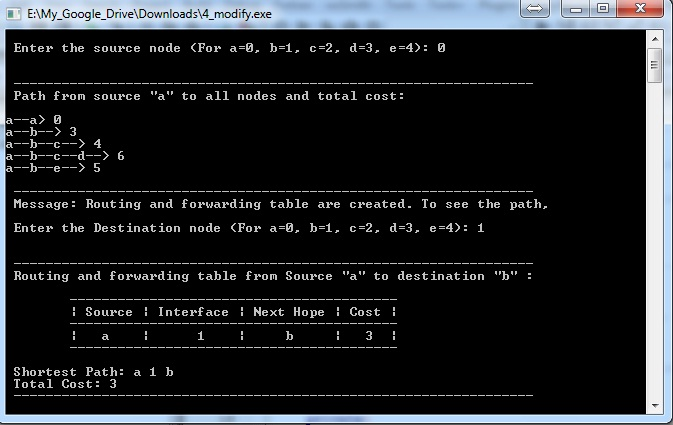 E:\My_Google_Drive\Downloads\4_modify.exe
Enter the source node (For a=0, b=1, c=2, d=3, e=4): 0
Path from source "a" to all nodes and total cost:
a--a> 0
a--b--> 3
a--b--c--> 4
a--b--c--d--> 6
a--b--e--> 5
Message: Routing and forwarding table are created. To see the path,
Enter the Destination node (For a=0, b=1, c=2, d=3, e=4): 1
Routing and forwarding table from Source "a" to destination "b" :
¦ Source ¦ Interface ¦ Next Hope ¦ Cost ¦
¦ a ¦ 1 ¦ b ¦ 3 ¦
Shortest Path: a 1 b
Total Cost: 3